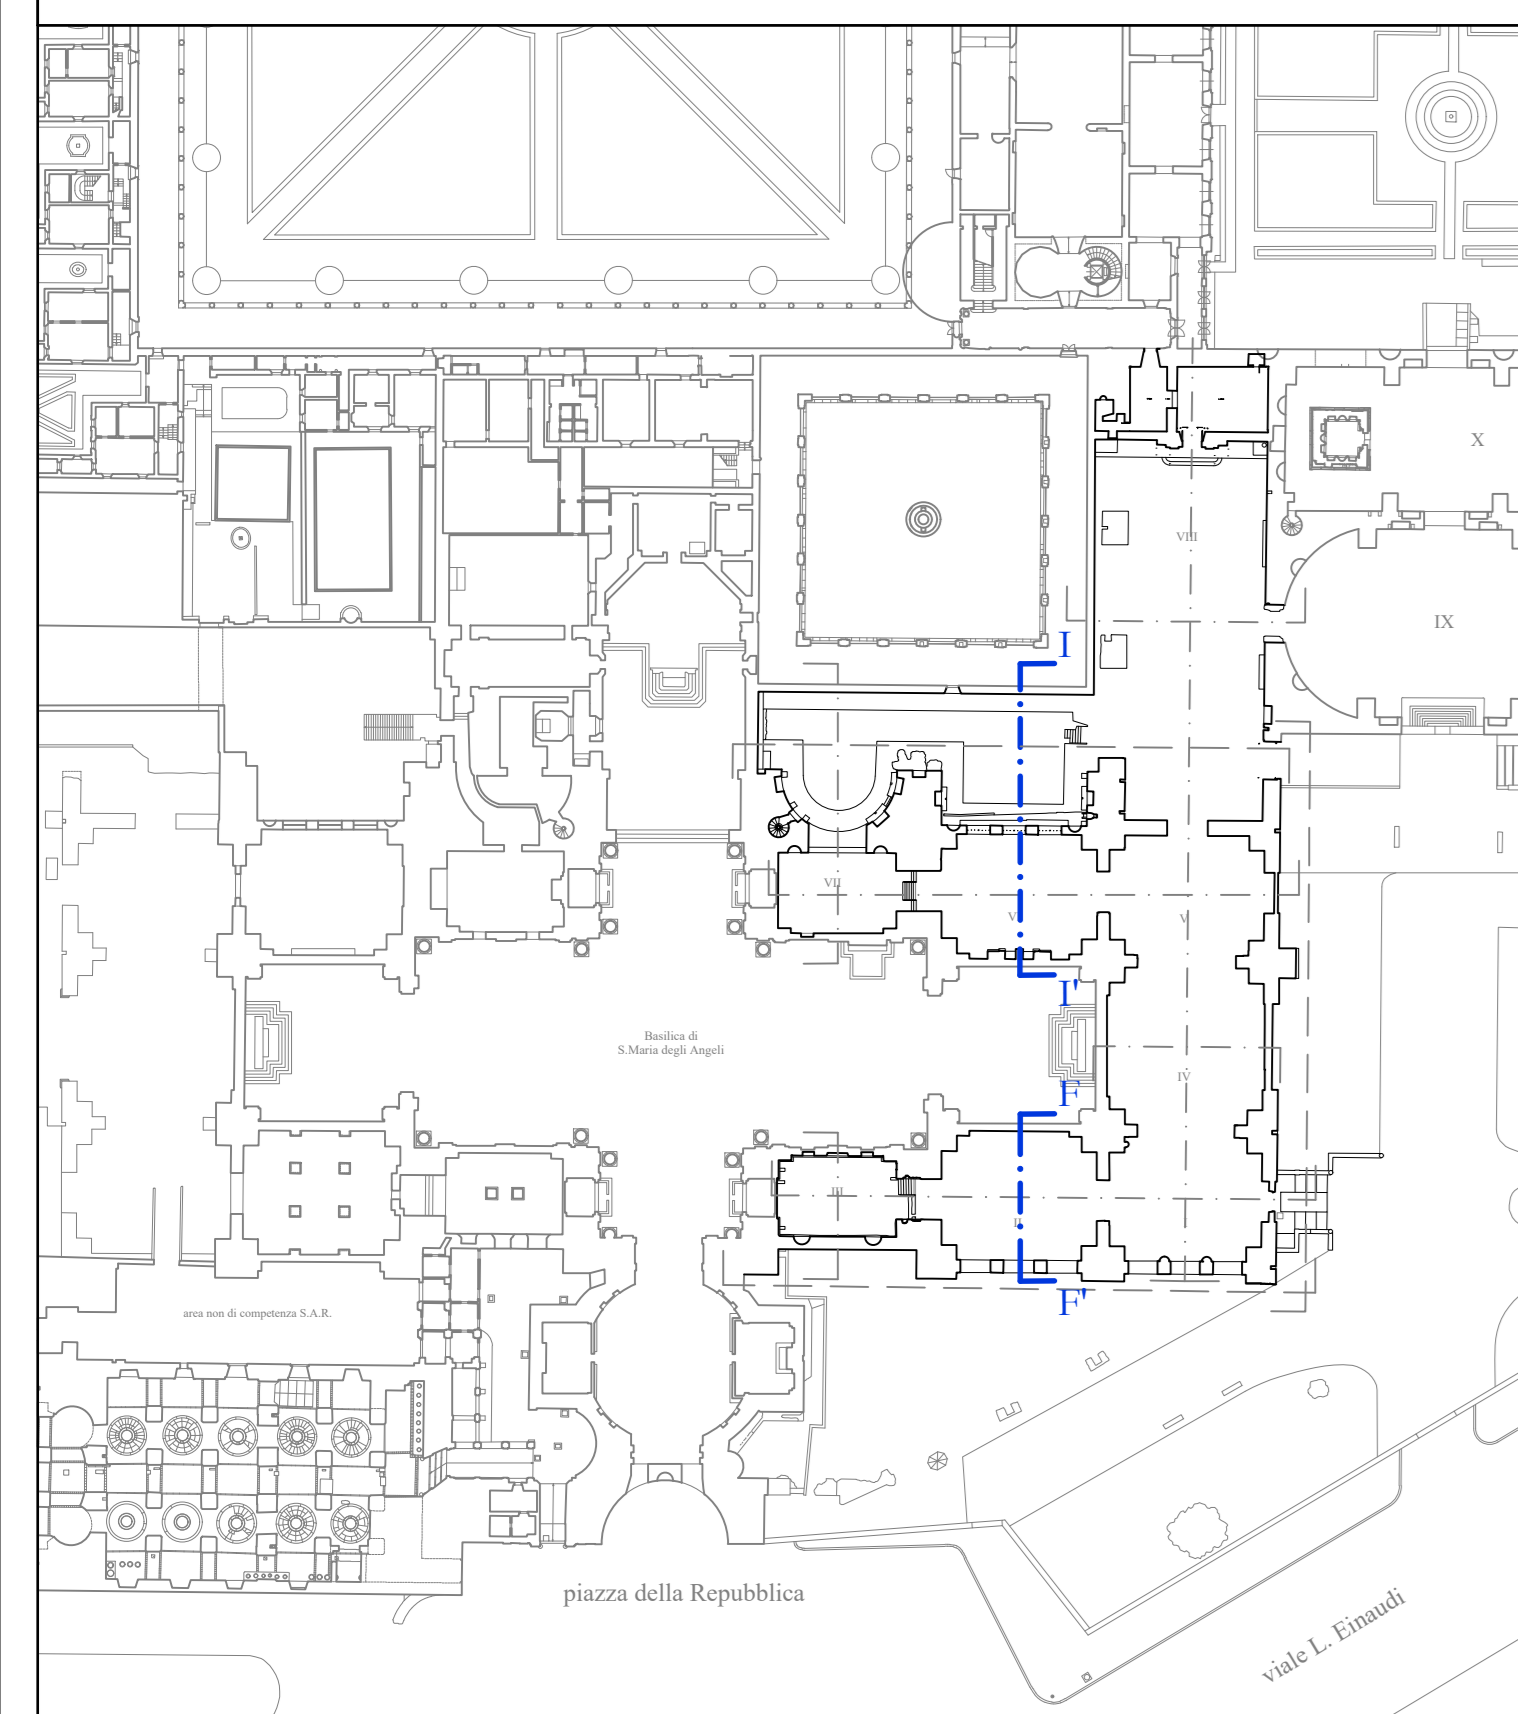 X
VIII
IX
I
VII
V
V
I'
Basilica di
S.Maria degli Angeli
IV
F
III
II
F'
area non di competenza S.A.R.
piazza della Repubblica
viale L. Einaudi